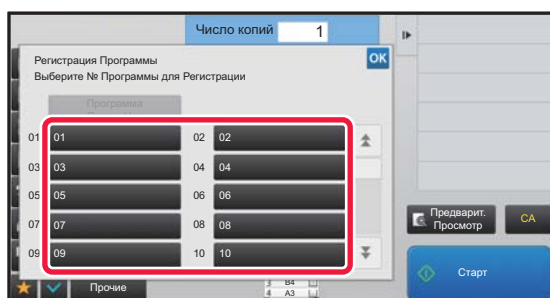 Число копий 1
Регистрация Программы
OK
Выберите № Программы для Регистрации
Программа
01 01 02 02
03 03 04 04
05 05 06 06
07 07 08 08
09 09 10 10
Предварит.
Просмотр
CA
Старт
Прочие
3 B4
4 A3